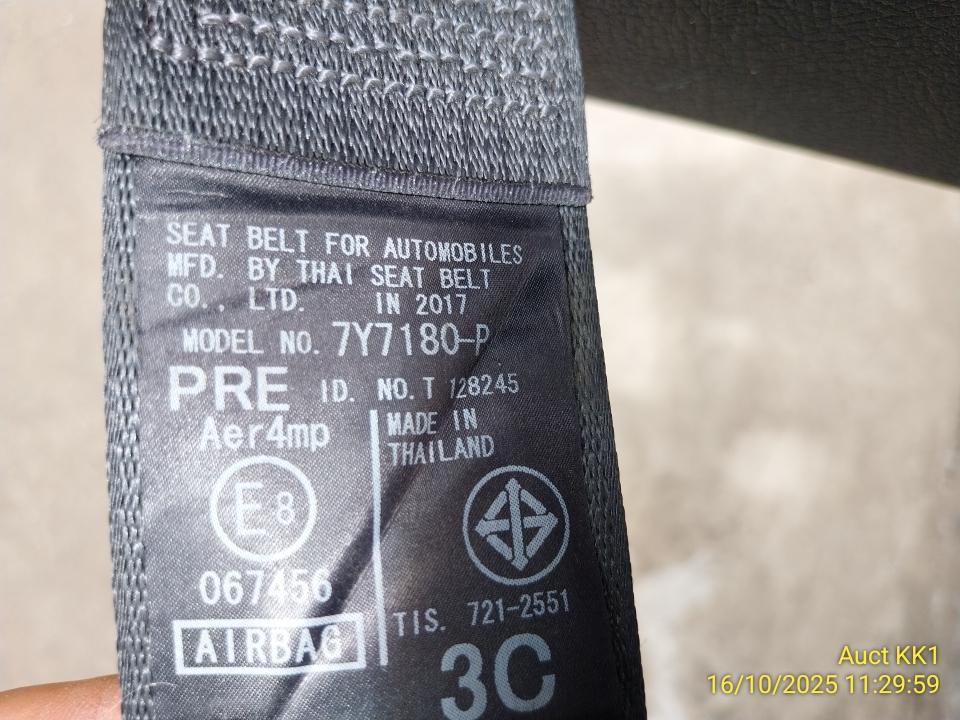 SEAT BELT FOR AUTOMOBILES
MFD. BY THAI SEAT BELT
CO., LTD. IN 2017
MODEL NO. 7Y7180-P
PRE ID. NO. T 128245
Aer4mp
MADE IN
THAILAND
E8
067456
AIRBAG
TIS. 721-2551
3C
Auct KK1
16/10/2025 11:29:59